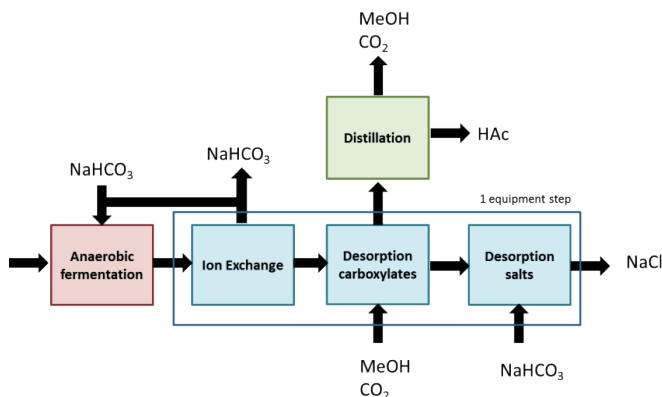 MeOH
CO2
Distillation
HAc
NaHCO3
NaHCO3
1 equipment step
Anaerobic
fermentation
Ion Exchange
Desorption
carboxylates
Desorption
salts
NaCl
MeOH
CO2
NaHCO3